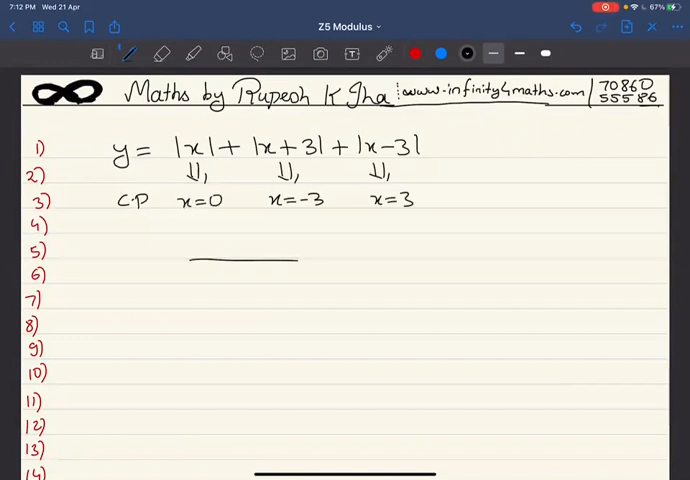 7:12 PM Wed 21 Apr
67%
Z5 Modulus
Maths by Rupesh K Jha www.infinity4maths.com / 70860 55586
1) y = |x| + |x + 3| + |x - 3|
2) ⇓, ⇓, ⇓,
3) C.P x=0 x=-3 x=3
4)
5)
6)
7)
8)
9)
10)
11)
12)
13)
14)